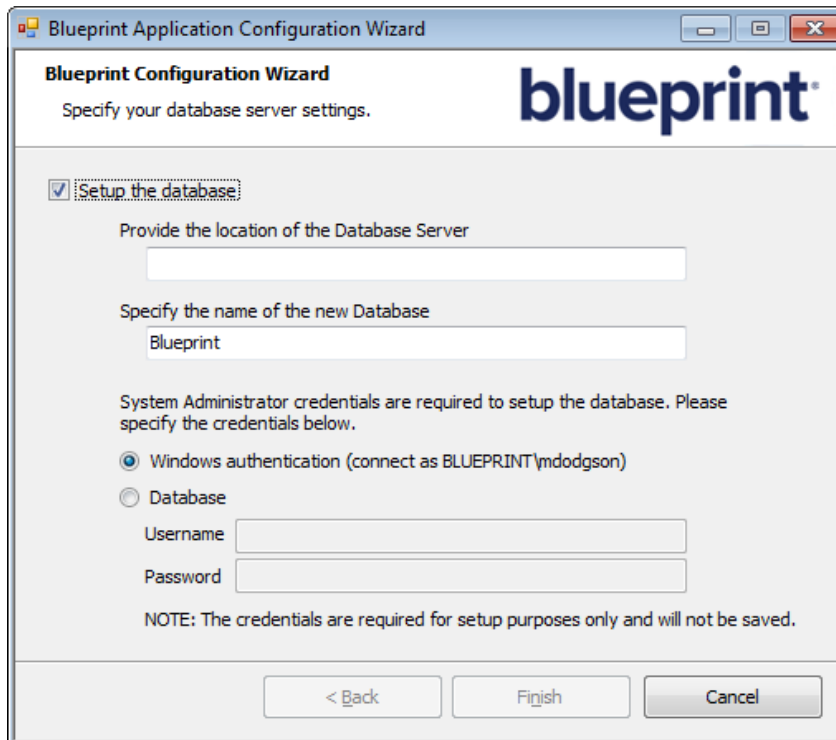 Blueprint Application Configuration Wizard
Blueprint Configuration Wizard
Specify your database server settings.
blueprint
Setup the database
Provide the location of the Database Server
Specify the name of the new Database
Blueprint
System Administrator credentials are required to setup the database. Please
specify the credentials below.
Windows authentication (connect as BLUEPRINT\mdodgson)
Database
Username
Password
NOTE: The credentials are required for setup purposes only and will not be saved.
< Back
Finish
Cancel